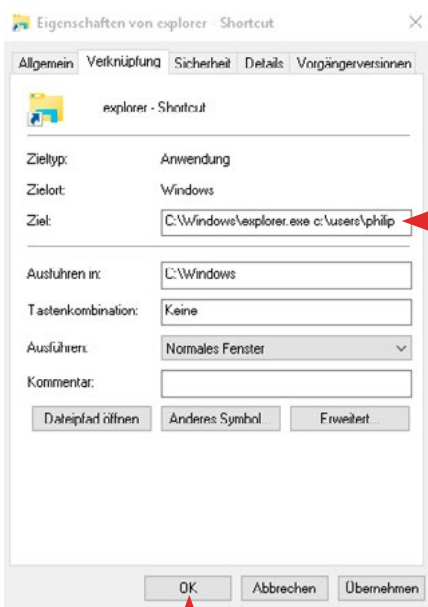 Eigenschaften von explorer - Shortcut
Allgemein Verknüpfung Sicherheit Details Vorgängerversionen
explorer - Shortcut
Zieltyp: Anwendung
Zielort: Windows
Ziel: C:\Windows\explorer.exe c:\users\philip
Ausführen in: C:\Windows
Tastenkombination: Keine
Ausführen: Normales Fenster
Kommentar:
Dateipfad öffnen Anderes Symbol... Erweitert...
OK Abbrechen Übernehmen